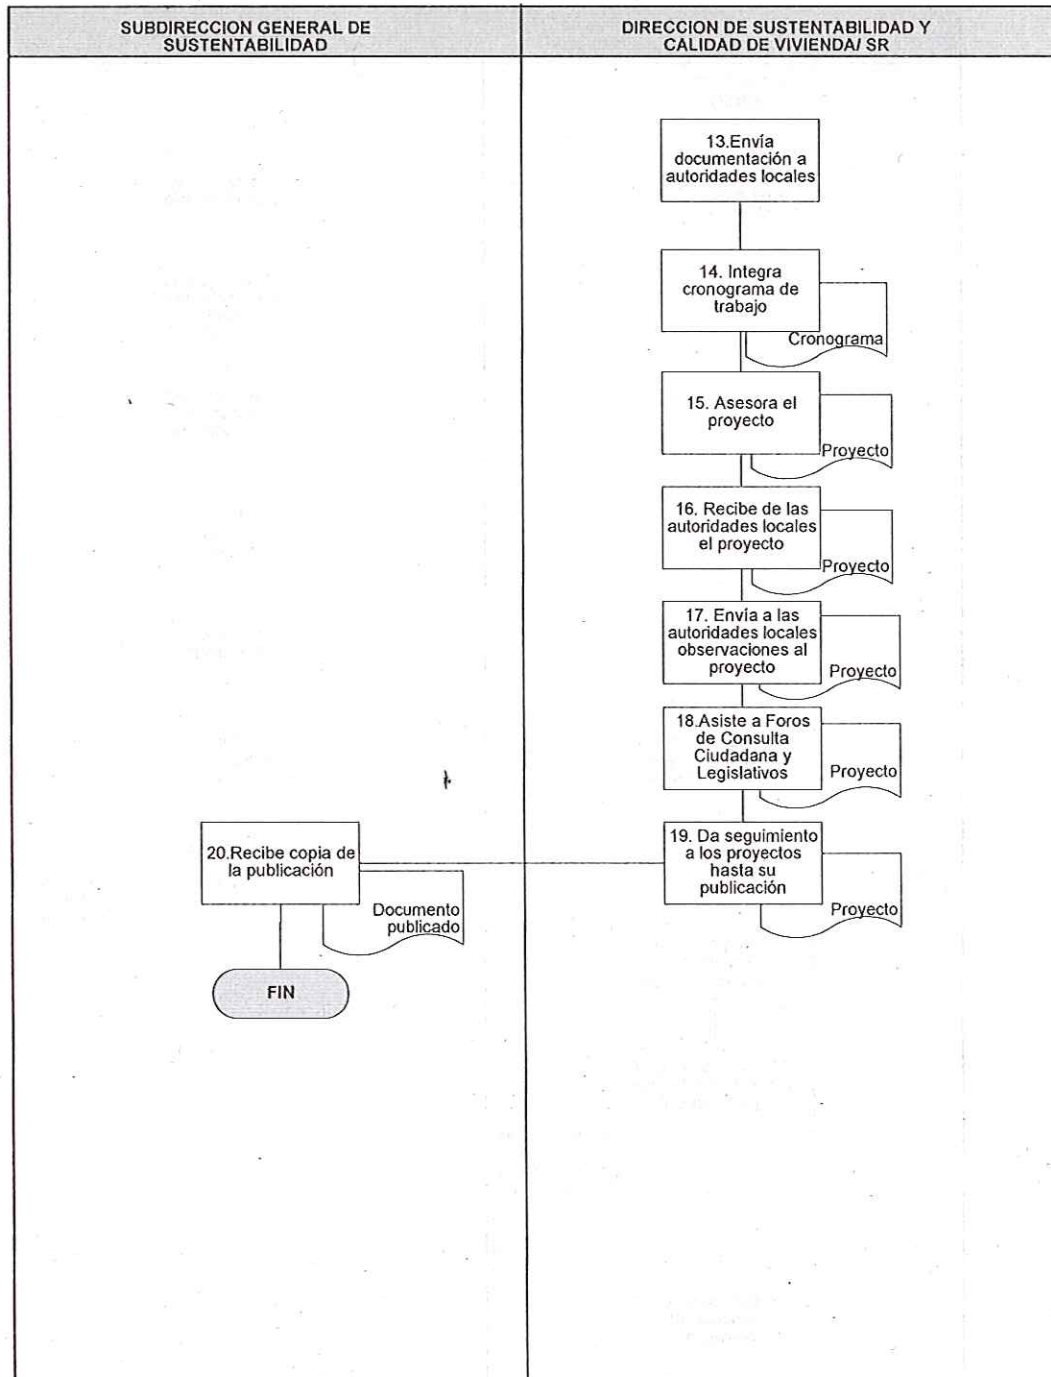 SUBDIRECCION GENERAL DE
SUSTENTABILIDAD
DIRECCION DE SUSTENTABILIDAD Y
CALIDAD DE VIVIENDA/ SR
13.Envía
documentación a
autoridades locales
14. Integra
cronograma de
trabajo
Cronograma
15. Asesora el
proyecto
Proyecto
16. Recibe de las
autoridades locales
el proyecto
Proyecto
17. Envía a las
autoridades locales
observaciones al
proyecto
Proyecto
18.Asiste a Foros
de Consulta
Ciudadana y
Legislativos
Proyecto
19. Da seguimiento
a los proyectos
hasta su
publicación
Proyecto
20.Recibe copia de
la publicación
Documento
publicado
FIN